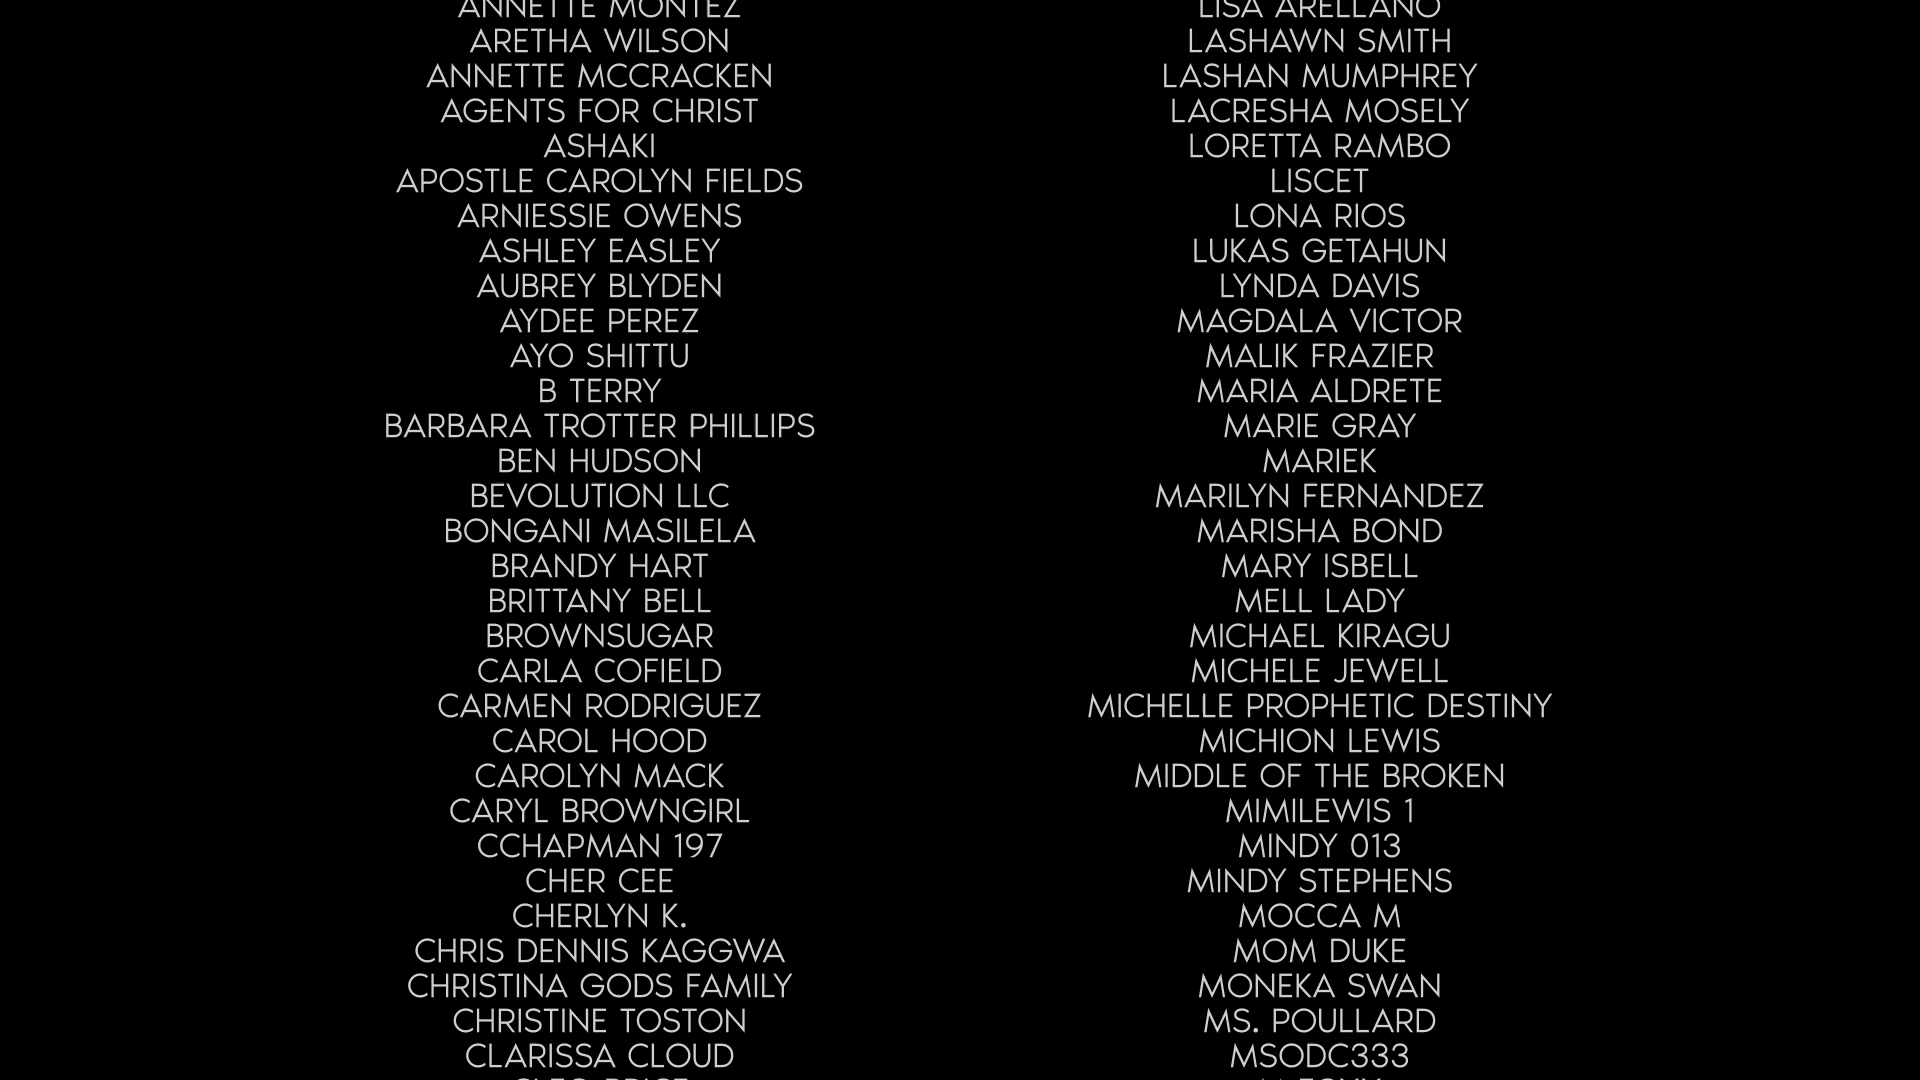 ANNETTE MONTEZ
ARETHA WILSON
ANNETTE MCCRACKEN
AGENTS FOR CHRIST
ASHAKI
APOSTLE CAROLYN FIELDS
ARNIESSIE OWENS
ASHLEY EASLEY
AUBREY BLYDEN
AYDEE PEREZ
AYO SHITTU
B TERRY
BARBARA TROTTER PHILLIPS
BEN HUDSON
BEVOLUTION LLC
BONGANI MASILELA
BRANDY HART
BRITTANY BELL
BROWNSUGAR
CARLA COFIELD
CARMEN RODRIGUEZ
CAROL HOOD
CAROLYN MACK
CARYL BROWNGIRL
CCHAPMAN 197
CHER CEE
CHERLYN K.
CHRIS DENNIS KAGGWA
CHRISTINA GODS FAMILY
CHRISTINE TOSTON
CLARISSA CLOUD
LISA ARELLANO
LASHAWN SMITH
LASHAN MUMPHREY
LACRESHA MOSELY
LORETTA RAMBO
LISCET
LONA RIOS
LUKAS GETAHUN
LYNDA DAVIS
MAGDALA VICTOR
MALIK FRAZIER
MARIA ALDRETE
MARIE GRAY
MARIEK
MARILYN FERNANDEZ
MARISHA BOND
MARY ISBELL
MELL LADY
MICHAEL KIRAGU
MICHELE JEWELL
MICHELLE PROPHETIC DESTINY
MICHION LEWIS
MIDDLE OF THE BROKEN
MIMILEWIS 1
MINDY 013
MINDY STEPHENS
MOCCA M
MOM DUKE
MONEKA SWAN
MS. POULLARD
MSODC333